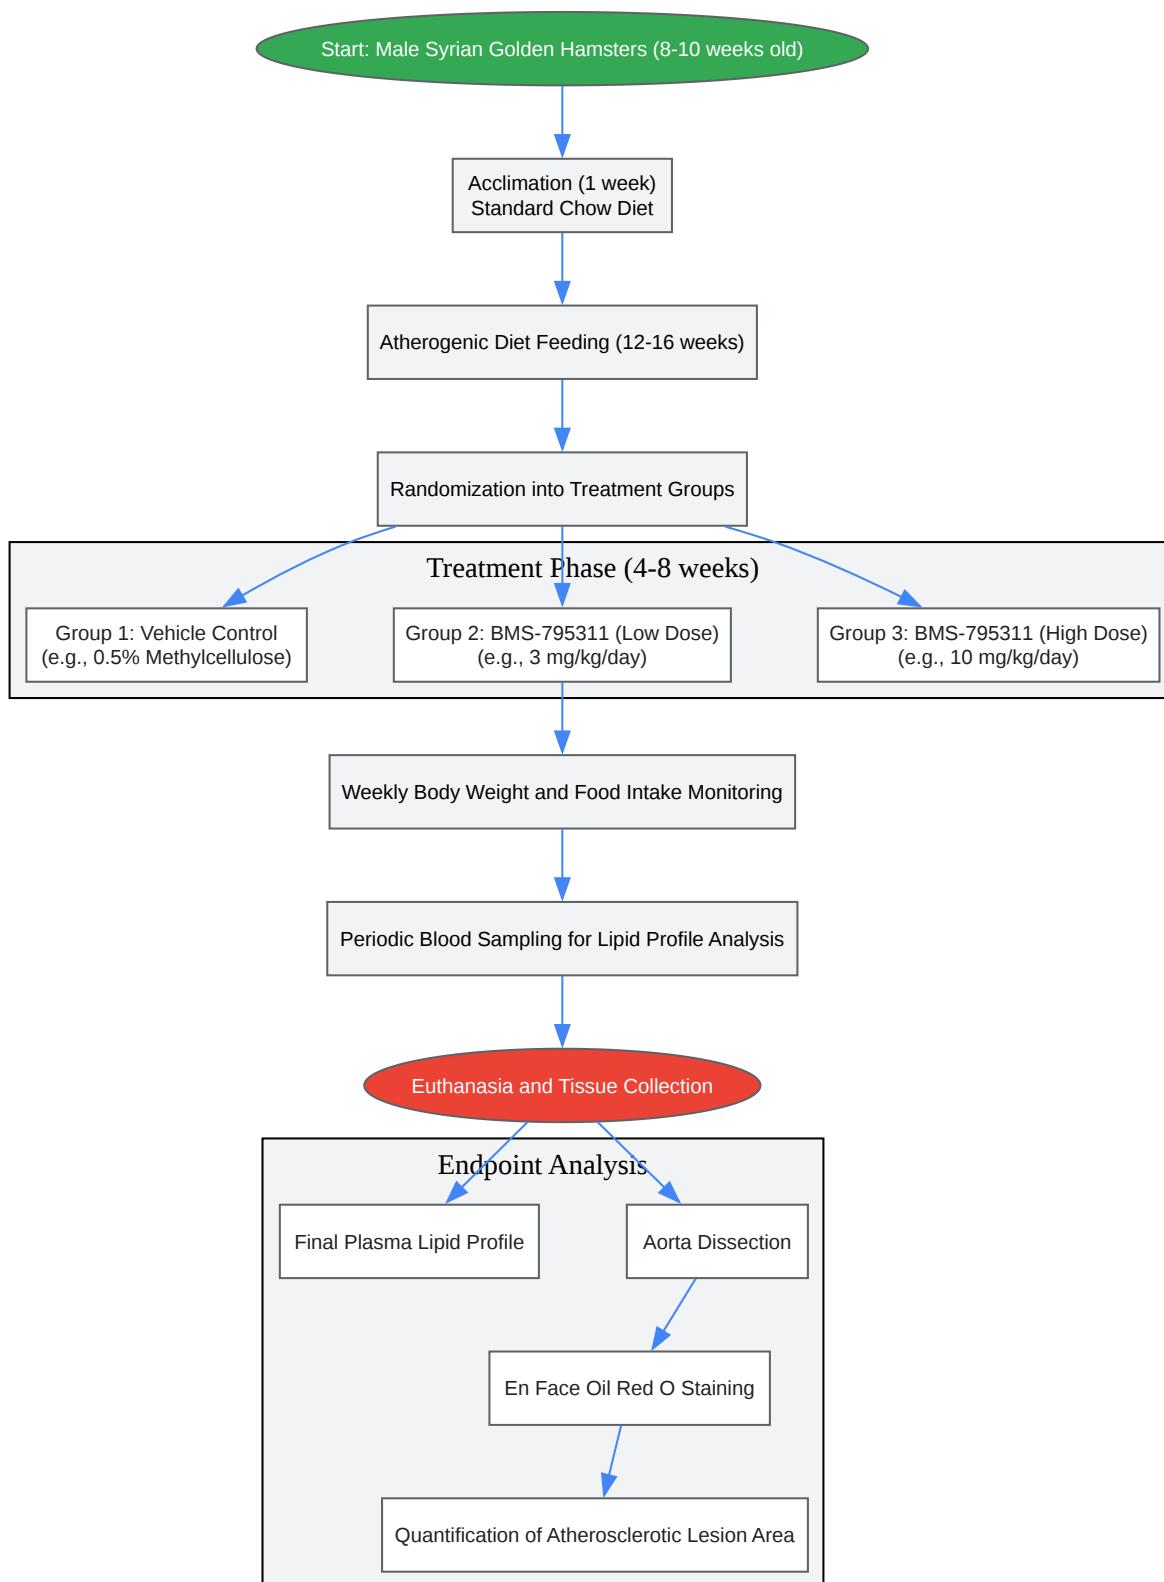 Start: Male Syrian Golden Hamsters (8-10 weeks old)
Acclimation (1 week)
Standard Chow Diet
Atherogenic Diet Feeding (12-16 weeks)
Randomization into Treatment Groups
Treatment Phase (4-8 weeks)
Group 1: Vehicle Control
(e.g., 0.5% Methylcellulose)
Group 2: BMS-795311 (Low Dose)
(e.g., 3 mg/kg/day)
Group 3: BMS-795311 (High Dose)
(e.g., 10 mg/kg/day)
Weekly Body Weight and Food Intake Monitoring
Periodic Blood Sampling for Lipid Profile Analysis
Euthanasia and Tissue Collection
Endpoint Analysis
Final Plasma Lipid Profile
Aorta Dissection
En Face Oil Red O Staining
Quantification of Atherosclerotic Lesion Area